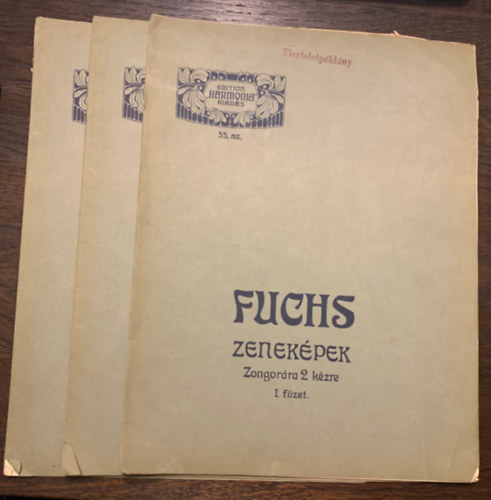 Tiszteletpéldány
EDITION
HARMONIA
KIADÁS
55. sz.
FUCHS
ZENEKÉPEK
Zongorára 2 kézre
I. füzet.